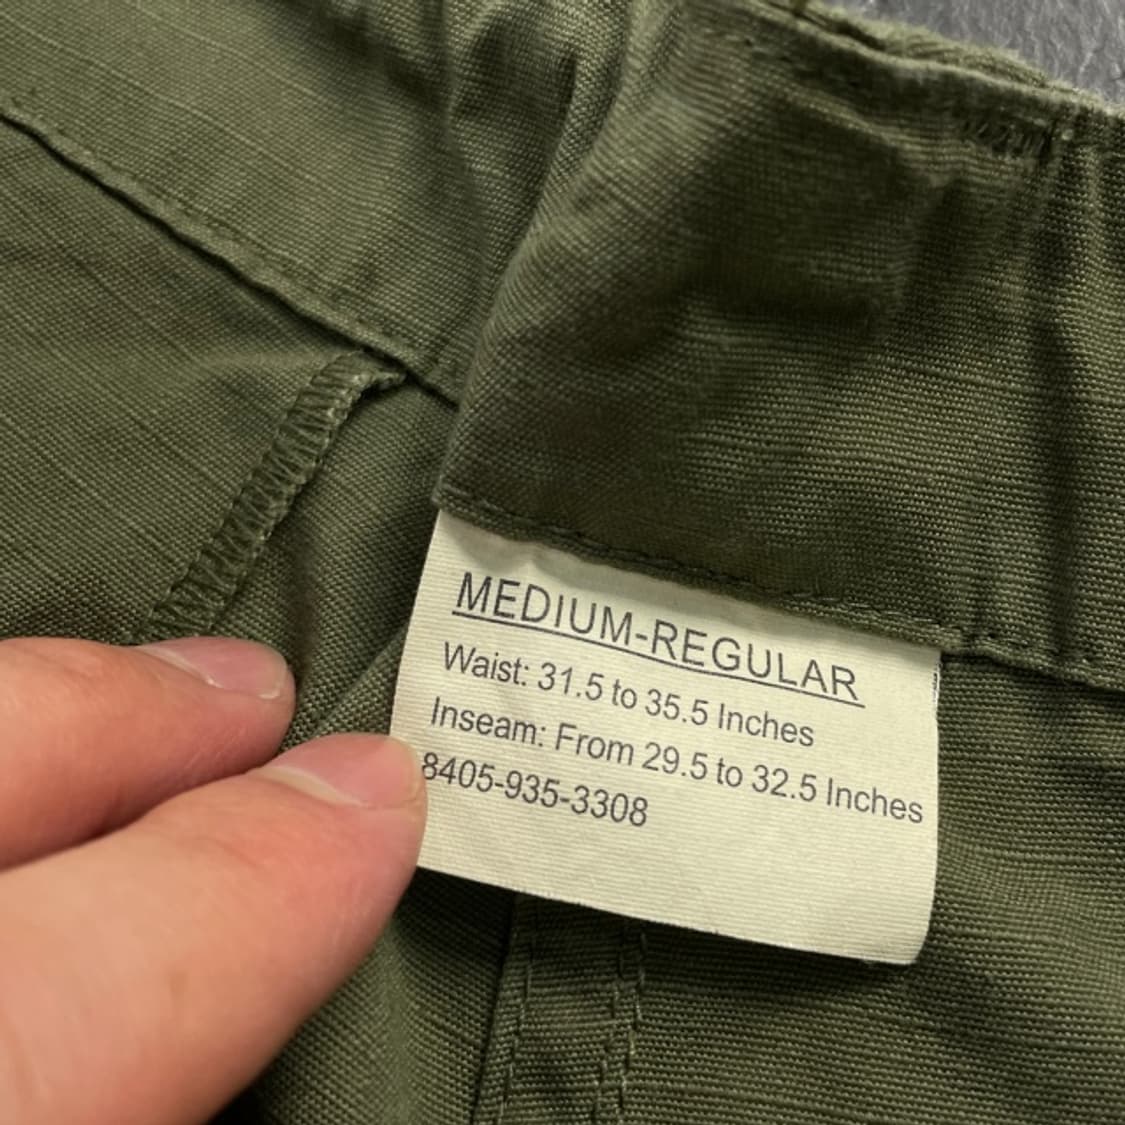 MEDIUM-REGULAR
Waist: 31.5 to 35.5 Inches
Inseam: From 29.5 to 32.5 Inches
8405-935-3308